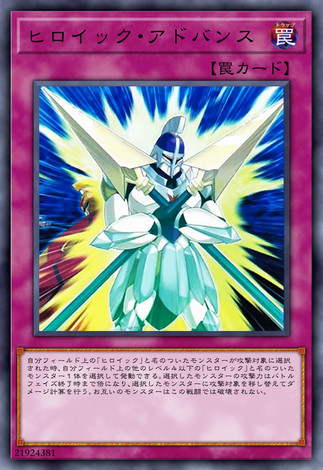 ヒロイック・アドバンス
トラップ
罠
【罠カード】
自分フィールド上の「ヒロイック」と名のついたモンスターが攻撃対象に選択
された時、自分フィールド上の他のレベル4以下の「ヒロイック」と名のついた
モンスター１体を選択して発動できる。選択したモンスターの攻撃力はバトル
フェイズ終了時まで倍になり、選択したモンスターに攻撃対象を移し替えてダ
メージ計算を行う。お互いのモンスターはこの戦闘では破壊されない。
21924381